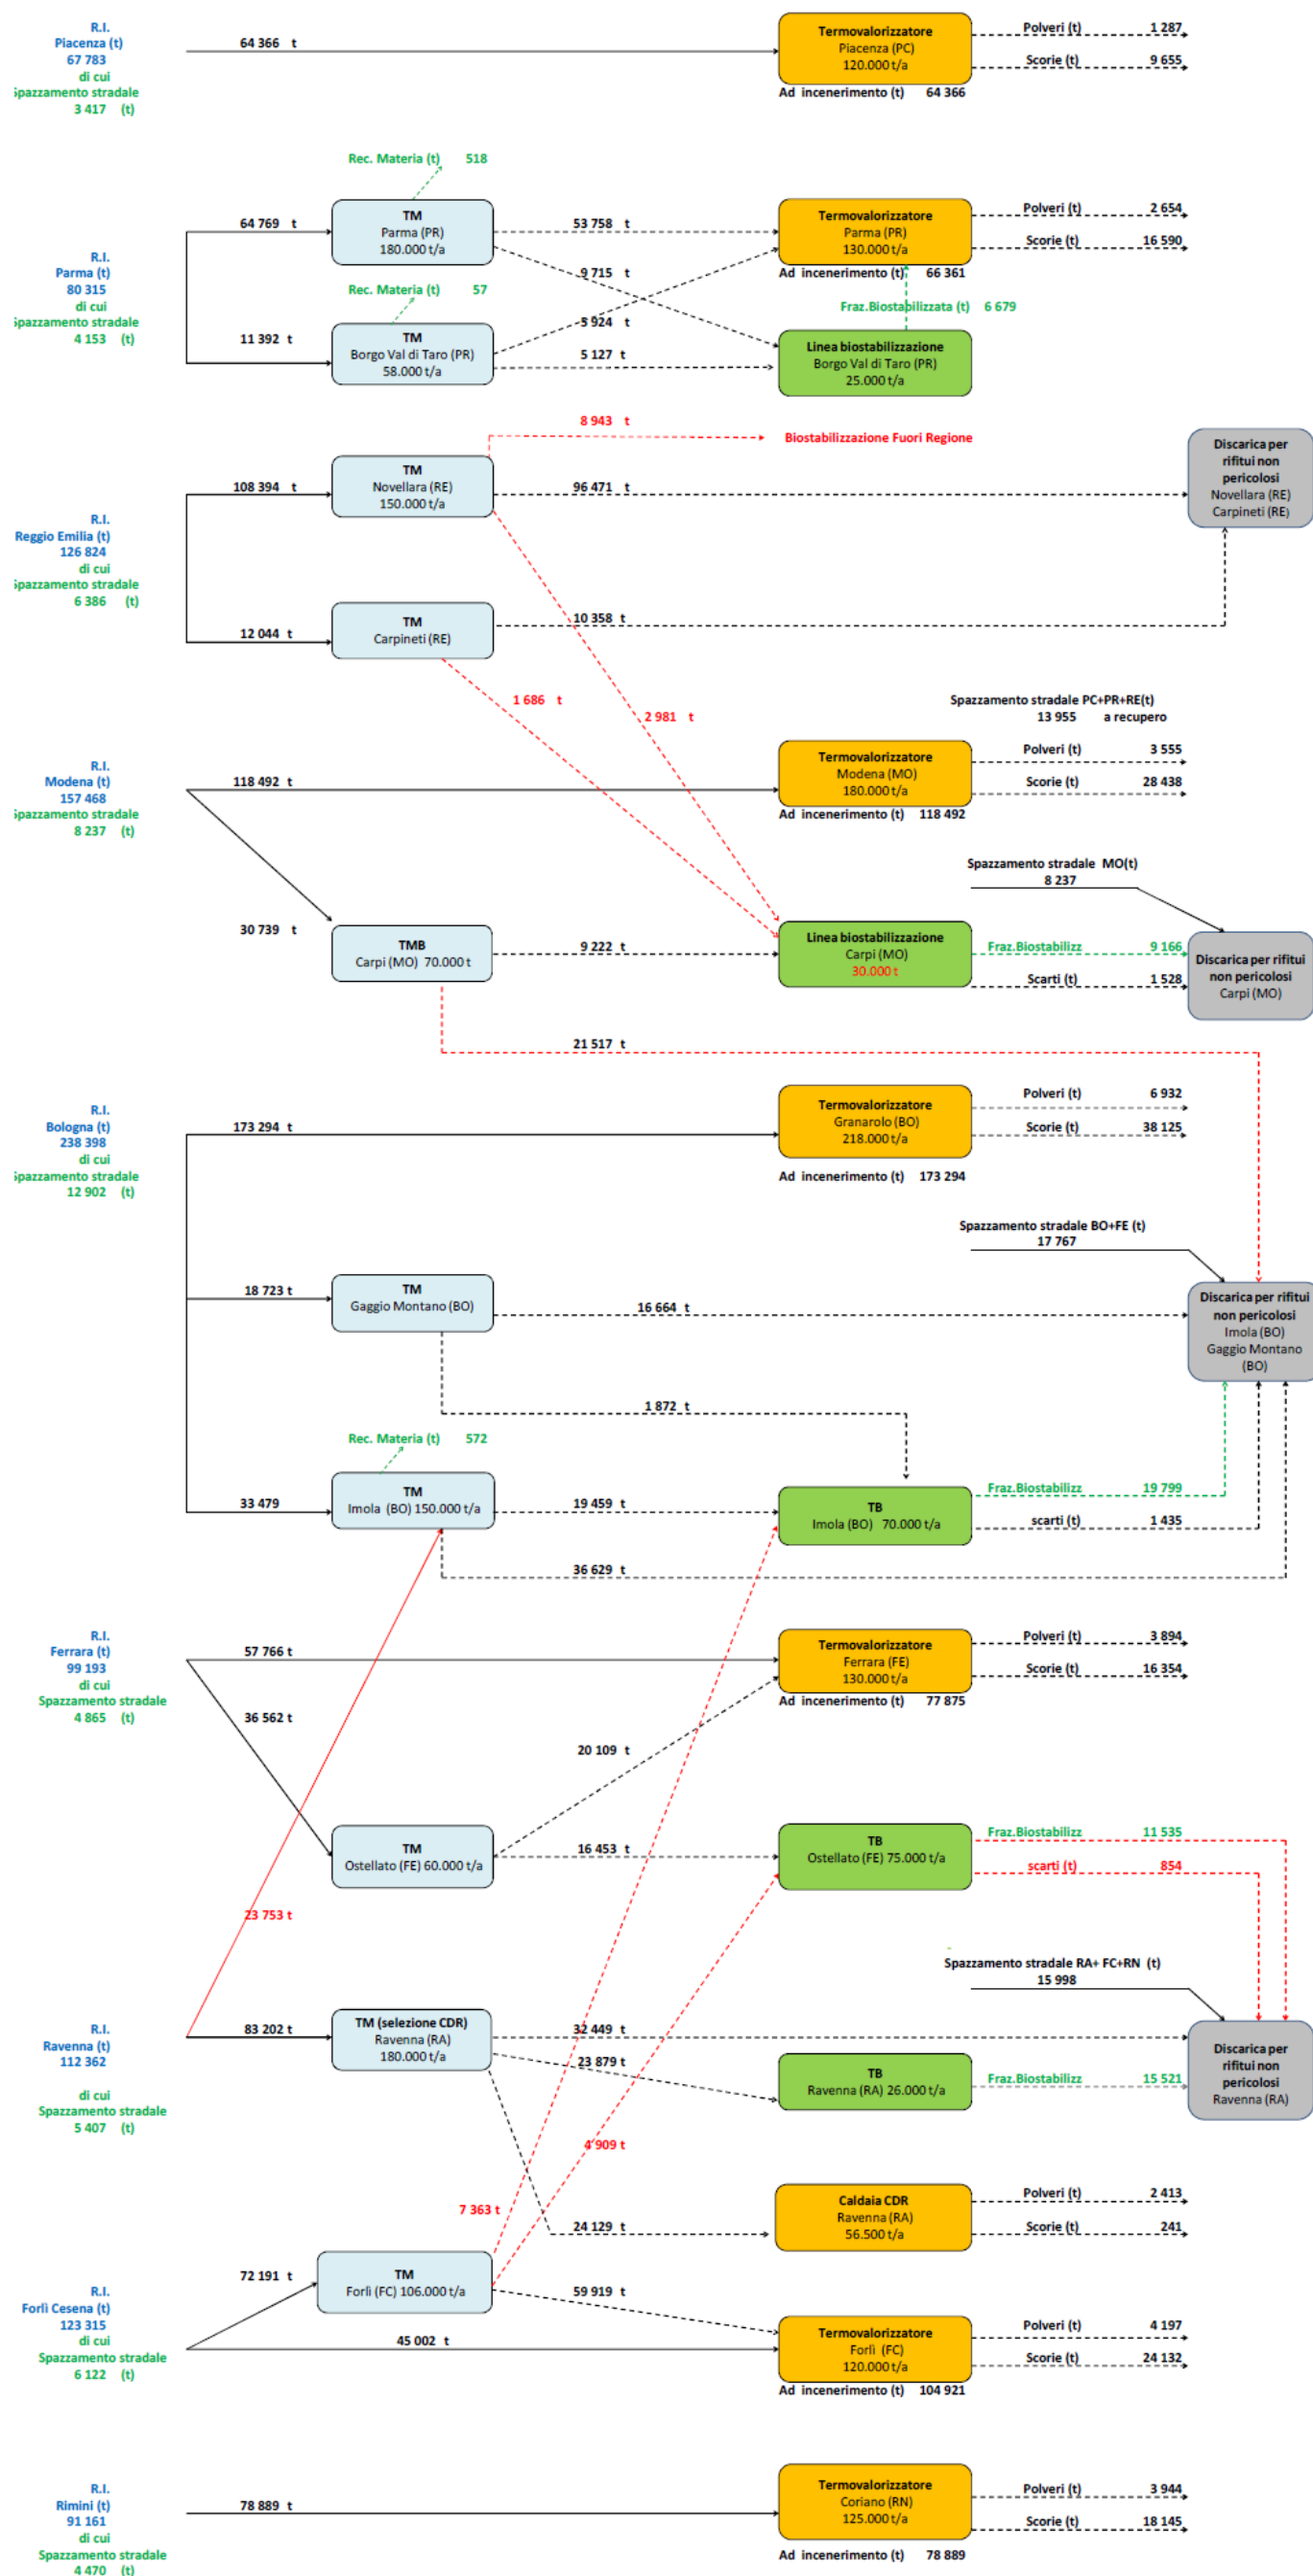 R.I.
Piacenza (t)
67 783
di cui
Spazzamento stradale
3 417 (t)
64 366 t
Termovalorizzatore
Piacenza (PC)
120.000 t/a
Ad incenerimento (t) 64 366
Polveri (t) 1 287
Scorie (t) 9 655
R.I.
Parma (t)
80 315
di cui
Spazzamento stradale
4 153 (t)
Rec. Materia (t) 518
64 769 t
TM
Parma (PR)
180.000 t/a
53 758 t
9 715 t
Termovalorizzatore
Parma (PR)
130.000 t/a
Ad incenerimento (t) 66 361
Polveri (t) 2 654
Scorie (t) 16 590
Rec. Materia (t) 57
11 392 t
TM
Borgo Val di Taro (PR)
58.000 t/a
5 924 t
5 127 t
Fraz.Biostabilizzata (t) 6 679
Linea biostabilizzazione
Borgo Val di Taro (PR)
25.000 t/a
8 943 t
Biostabilizzazione Fuori Regione
R.I.
Reggio Emilia (t)
126 824
di cui
Spazzamento stradale
6 386 (t)
108 394 t
TM
Novellara (RE)
150.000 t/a
96 471 t
Discarica per
rifitui non
pericolosi
Novellara (RE)
Carpineti (RE)
12 044 t
TM
Carpineti (RE)
10 358 t
1 686 t
2 981 t
Spazzamento stradale PC+PR+RE(t)
13 955 a recupero
R.I.
Modena (t)
157 468
Spazzamento stradale
8 237 (t)
118 492 t
Termovalorizzatore
Modena (MO)
180.000 t/a
Ad incenerimento (t) 118 492
Polveri (t) 3 555
Scorie (t) 28 438
Spazzamento stradale MO(t)
8 237
30 739 t
TMB
Carpi (MO) 70.000 t
9 222 t
Linea biostabilizzazione
Carpi (MO)
30.000 t
Fraz.Biostabilizz 9 166
Scarti (t) 1 528
Discarica per rifitui
non pericolosi
Carpi (MO)
21 517 t
R.I.
Bologna (t)
238 398
di cui
Spazzamento stradale
12 902 (t)
173 294 t
Termovalorizzatore
Granarolo (BO)
218.000 t/a
Ad incenerimento (t) 173 294
Polveri (t) 6 932
Scorie (t) 38 125
Spazzamento stradale BO+FE (t)
17 767
18 723 t
TM
Gaggio Montano (BO)
16 664 t
Discarica per rifitui
non pericolosi
Imola (BO)
Gaggio Montano
(BO)
1 872 t
Rec. Materia (t) 572
33 479
TM
Imola (BO) 150.000 t/a
19 459 t
TB
Imola (BO) 70.000 t/a
Fraz.Biostabilizz 19 799
scarti (t) 1 435
36 629 t
R.I.
Ferrara (t)
99 193
di cui
Spazzamento stradale
4 865 (t)
57 766 t
36 562 t
Termovalorizzatore
Ferrara (FE)
130.000 t/a
Ad incenerimento (t) 77 875
Polveri (t) 3 894
Scorie (t) 16 354
20 109 t
TM
Ostellato (FE) 60.000 t/a
16 453 t
TB
Ostellato (FE) 75.000 t/a
Fraz.Biostabilizz 11 535
scarti (t) 854
23 753 t
Spazzamento stradale RA+ FC+RN (t)
15 998
R.I.
Ravenna (t)
112 362
di cui
Spazzamento stradale
5 407 (t)
83 202 t
TM (selezione CDR)
Ravenna (RA)
180.000 t/a
32 449 t
23 879 t
TB
Ravenna (RA) 26.000 t/a
Fraz.Biostabilizz 15 521
Discarica per
rifitui non
pericolosi
Ravenna (RA)
4 909 t
7 363 t
24 129 t
Caldaia CDR
Ravenna (RA)
56.500 t/a
Polveri (t) 2 413
Scorie (t) 241
R.I.
Forlì Cesena (t)
123 315
di cui
Spazzamento stradale
6 122 (t)
72 191 t
TM
Forlì (FC) 106.000 t/a
59 919 t
45 002 t
Termovalorizzatore
Forlì (FC)
120.000 t/a
Ad incenerimento (t) 104 921
Polveri (t) 4 197
Scorie (t) 24 132
R.I.
Rimini (t)
91 161
di cui
Spazzamento stradale
4 470 (t)
78 889 t
Termovalorizzatore
Coriano (RN)
125.000 t/a
Ad incenerimento (t) 78 889
Polveri (t) 3 944
Scorie (t) 18 145